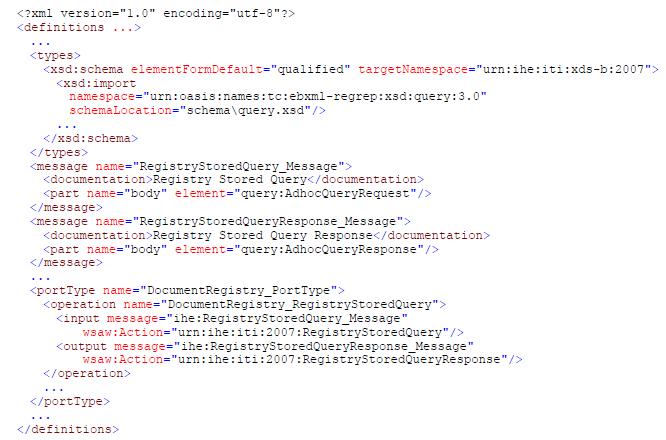 <?xml version="1.0" encoding="utf-8"?>
<definitions ...>
  ...
  <types>
    <xsd:schema elementFormDefault="qualified" targetNamespace="urn:ihe:iti:xds-b:2007">
      <xsd:import
        namespace="urn:oasis:names:tc:ebxml-regrep:xsd:query:3.0"
        schemaLocation="schema\query.xsd"/>
      ...
    </xsd:schema>
  </types>
  <message name="RegistryStoredQuery_Message">
    <documentation>Registry Stored Query</documentation>
    <part name="body" element="query:AdhocQueryRequest"/>
  </message>
  <message name="RegistryStoredQueryResponse_Message">
    <documentation>Registry Stored Query Response</documentation>
    <part name="body" element="query:AdhocQueryResponse"/>
  </message>
  ...
  <portType name="DocumentRegistry_PortType">
    <operation name="DocumentRegistry_RegistryStoredQuery">
      <input message="ihe:RegistryStoredQuery_Message"
          wsaw:Action="urn:ihe:iti:2007:RegistryStoredQuery"/>
      <output message="ihe:RegistryStoredQueryResponse_Message"
          wsaw:Action="urn:ihe:iti:2007:RegistryStoredQueryResponse"/>
    </operation>
    ...
  </portType>
  ...
</definitions>